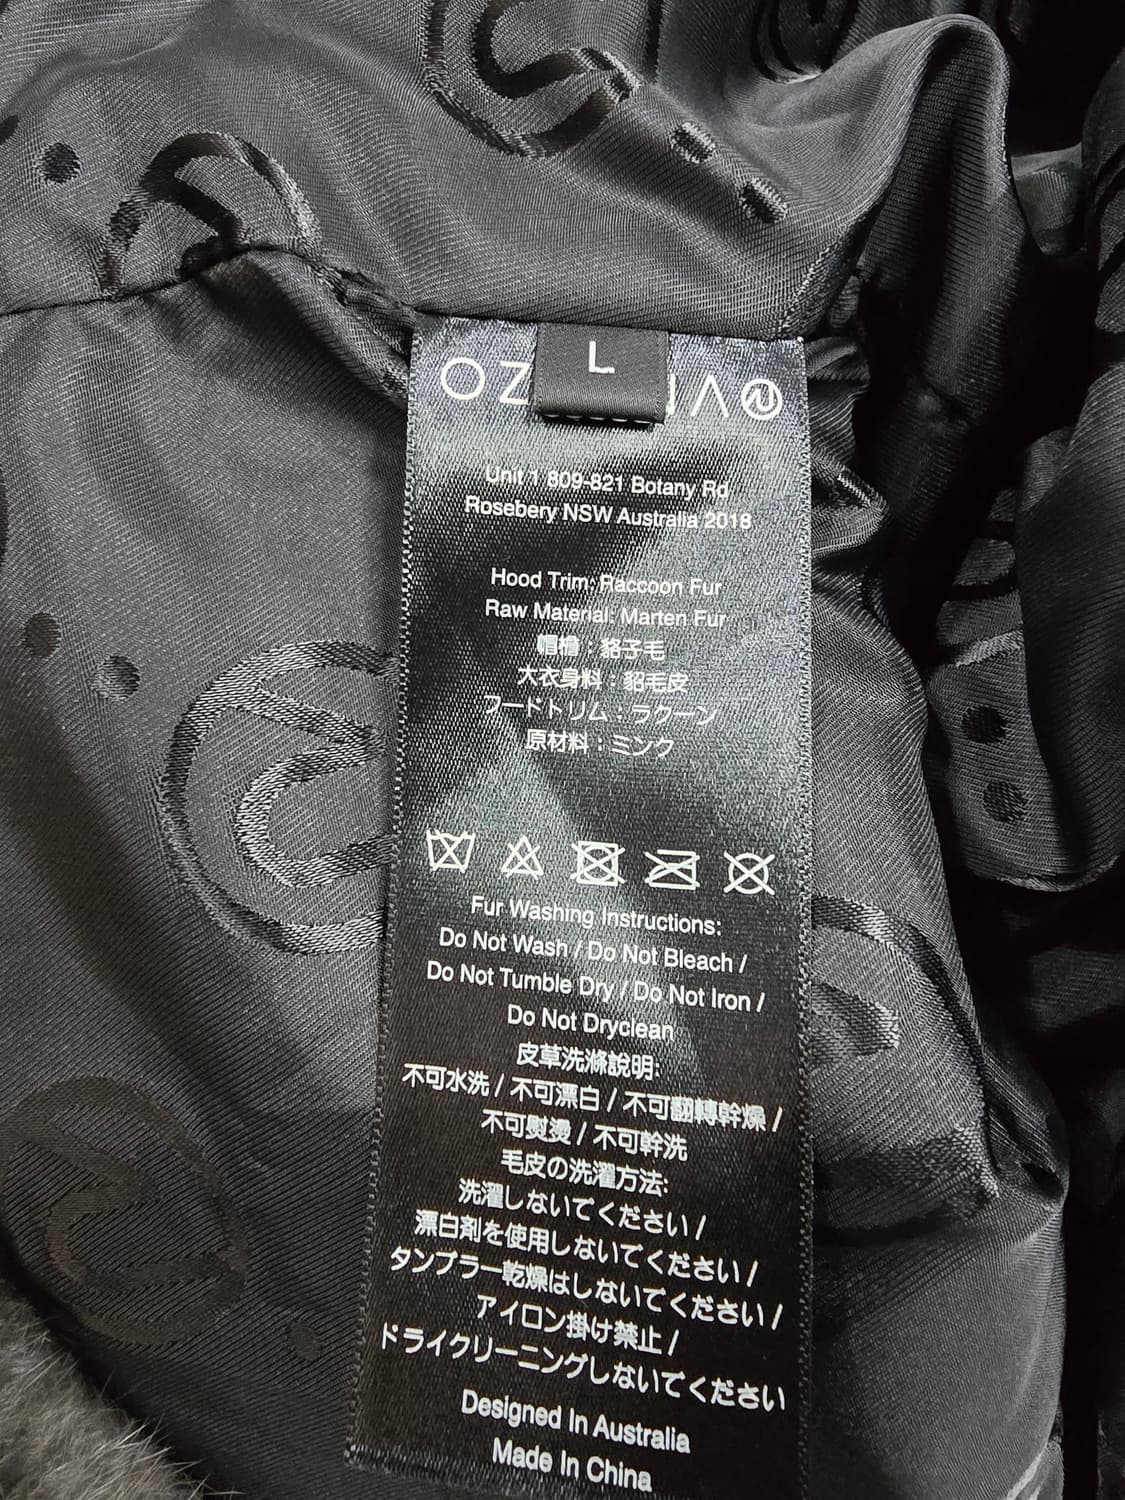 L
OZ
Unit 1 809-821 Botany Rd
Rosebery NSW Australia 2018
Hood Trim: Raccoon Fur
Raw Material: Marten Fur
帽檐：貉子毛
大衣身料：貂毛皮
フードトリム：ラクーン
原材料：ミンク
Fur Washing Instructions:
Do Not Wash / Do Not Bleach /
Do Not Tumble Dry / Do Not Iron /
Do Not Dryclean
皮草洗滌說明:
不可水洗 / 不可漂白 / 不可翻轉幹燥 /
不可熨燙 / 不可幹洗
毛皮の洗濯方法:
洗濯しないてください /
漂白剤を使用しないてください /
タンブラー乾燥はしないてください /
アイロン掛け禁止 /
ドライクリーニングしないてください
Designed In Australia
Made In China